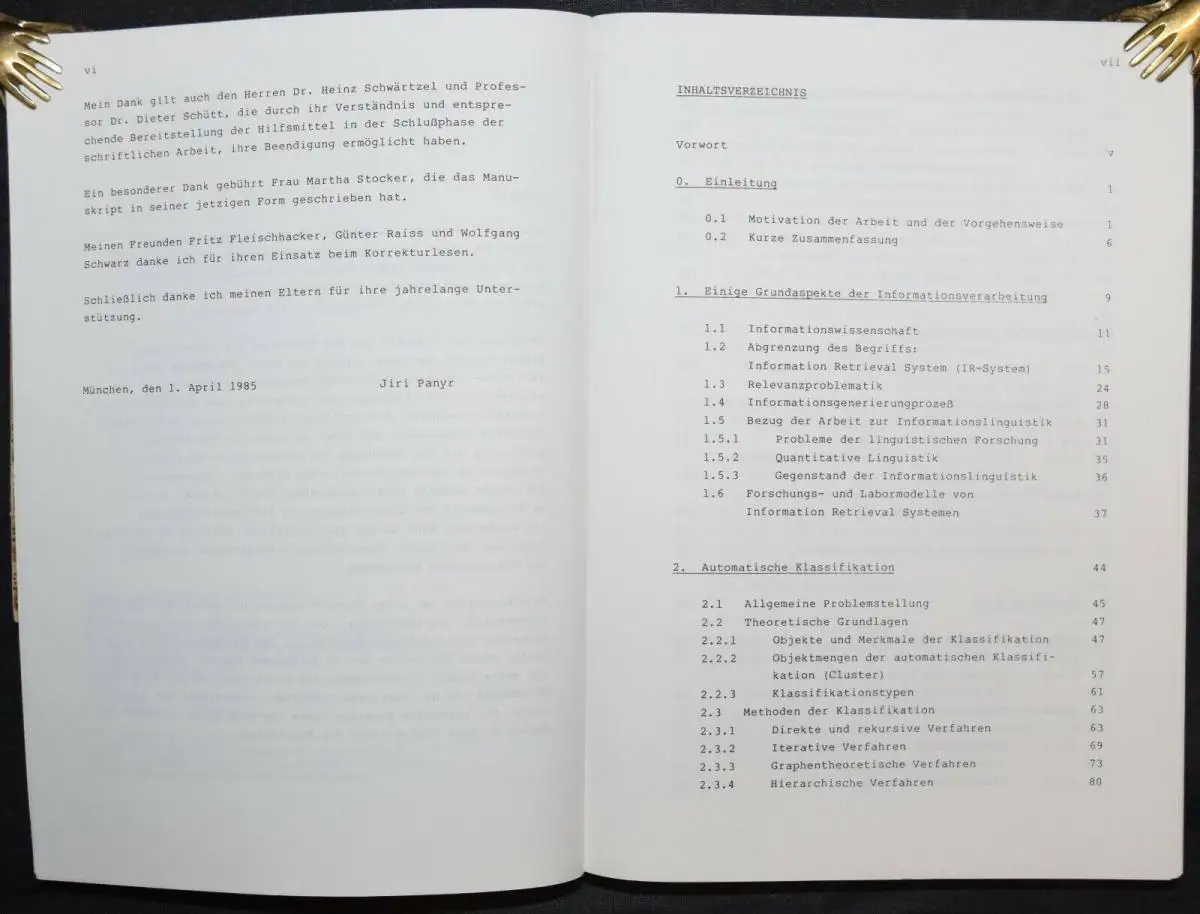 vi
Mein Dank gilt auch den Herren Dr. Heinz Schwärtzel und Profes-
sor Dr. Dieter Schütt, die durch ihr Verständnis und entspre-
chende Bereitstellung der Hilfsmittel in der Schlußphase der
schriftlichen Arbeit, ihre Beendigung ermöglicht haben.
Ein besonderer Dank gebührt Frau Martha Stocker, die das Manu-
skript in seiner jetzigen Form geschrieben hat.
Meinen Freunden Fritz Fleischhacker, Günter Raiss und Wolfgang
Schwarz danke ich für ihren Einsatz beim Korrekturlesen.
Schließlich danke ich meinen Eltern für ihre jahrelange Unter-
stützung.
München, den 1. April 1985 Jiri Panyr
vii
INHALTSVERZEICHNIS
Vorwort v
0. Einleitung 1
0.1 Motivation der Arbeit und der Vorgehensweise 1
0.2 Kurze Zusammenfassung 6
1. Einige Grundaspekte der Informationsverarbeitung 9
1.1 Informationswissenschaft 11
1.2 Abgrenzung des Begriffs:
Information Retrieval System (IR-System) 15
1.3 Relevanzproblematik 24
1.4 Informationsgenerierungprozeß 28
1.5 Bezug der Arbeit zur Informationslinguistik 31
1.5.1 Probleme der linguistischen Forschung 31
1.5.2 Quantitative Linguistik 35
1.5.3 Gegenstand der Informationslinguistik 36
1.6 Forschungs- und Labormodelle von
Information Retrieval Systemen 37
2. Automatische Klassifikation 44
2.1 Allgemeine Problemstellung 45
2.2 Theoretische Grundlagen 47
2.2.1 Objekte und Merkmale der Klassifikation 47
2.2.2 Objektmengen der automatischen Klassifi-
kation (Cluster) 57
2.2.3 Klassifikationstypen 61
2.3 Methoden der Klassifikation 63
2.3.1 Direkte und rekursive Verfahren 63
2.3.2 Iterative Verfahren 69
2.3.3 Graphentheoretische Verfahren 73
2.3.4 Hierarchische Verfahren 80